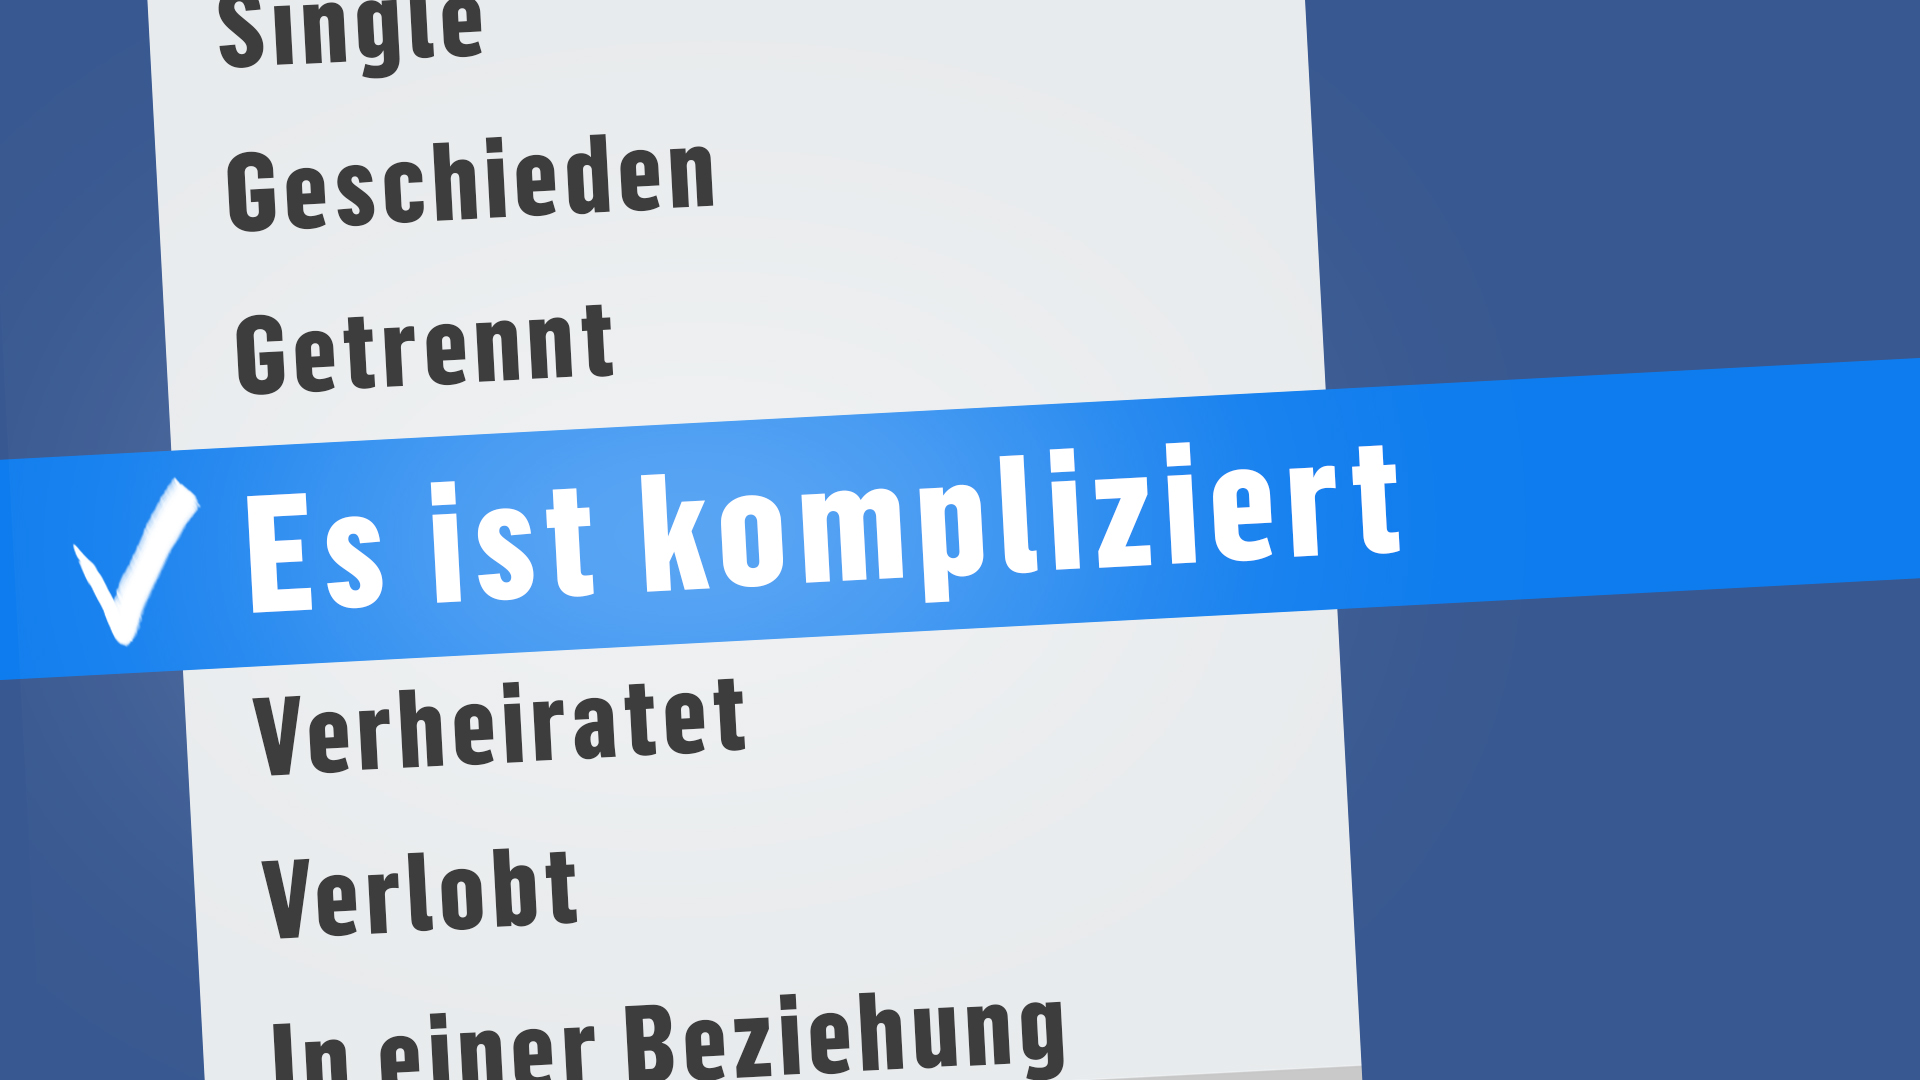 Single
Geschieden
Getrennt
Es ist kompliziert
Verheiratet
Verlobt
In einer Beziehung